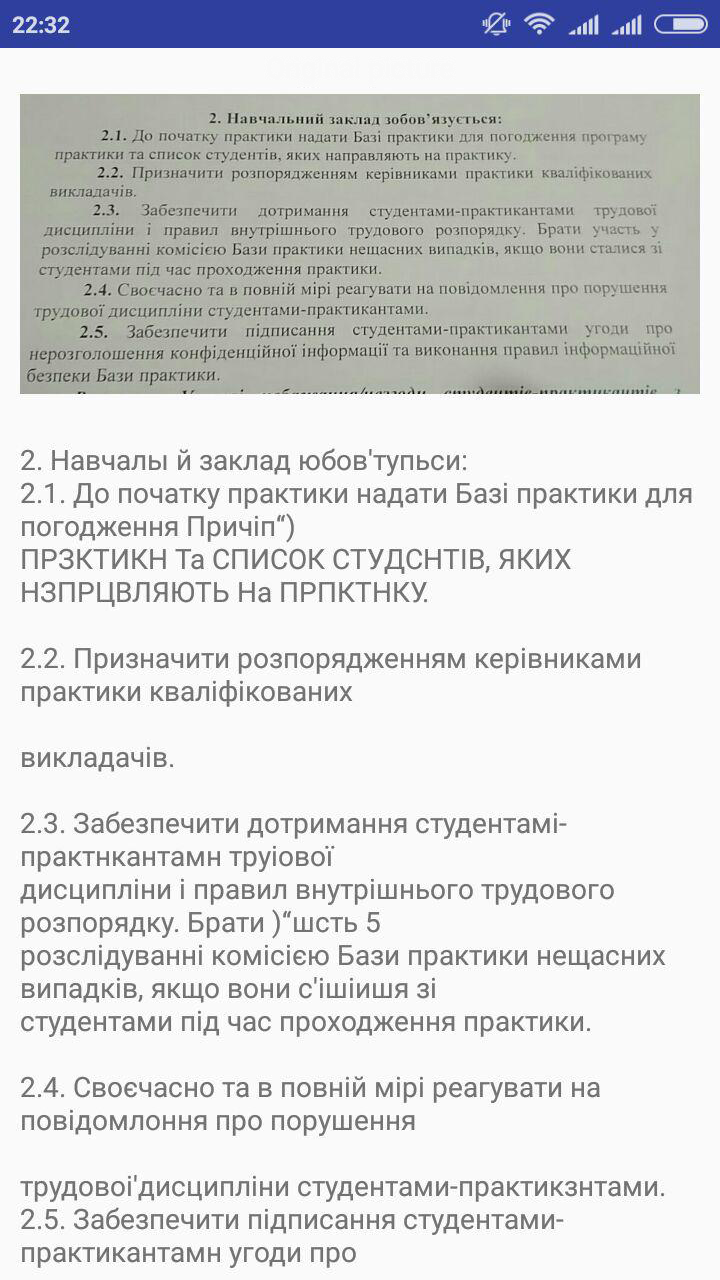 22:32
2. Навчальний заклад зобов'язується:
2.1. До початку практики надати Базі практики для погодження програму
практики та список студентів, яких направляють на практику.
2.2. Призначити розпорядженням керівниками практики кваліфікованих
викладачів.
2.3. Забезпечити дотримання студентами-практикантами трудової
дисципліни і правил внутрішнього трудового розпорядку. Брати участь у
розслідуванні комісією Бази практики нещасних випадків, якщо вони сталися зі
студентами під час проходження практики.
2.4. Своєчасно та в повній мірі реагувати на повідомлення про порушення
трудової дисципліни студентами-практикантами.
2.5. Забезпечити підписання студентами-практикантами угоди про
нерозголошення конфіденційної інформації та виконання правил інформаційної
безпеки Бази практики.
2. Навчалы й заклад юбов'тупьси:
2.1. До початку практики надати Базі практики для
погодження Причіп“)
ПРЗКТИКН Та СПИСОК СТУДСНТІВ, ЯКИХ
НЗПРЦВЛЯЮТЬ На ПРПКТНКУ.
2.2. Призначити розпорядженням керівниками
практики кваліфікованих
викладачів.
2.3. Забезпечити дотримання студентамі-
практнкантамн труіової
дисципліни і правил внутрішнього трудового
розпорядку. Брати )“шсть 5
розслідуванні комісією Бази практики нещасних
випадків, якщо вони с'ішіишя зі
студентами під час проходження практики.
2.4. Своєчасно та в повній мірі реагувати на
повідомлоння про порушення
трудовоі'дисципліни студентами-практикзнтами.
2.5. Забезпечити підписання студентами-
практикантамн угоди про